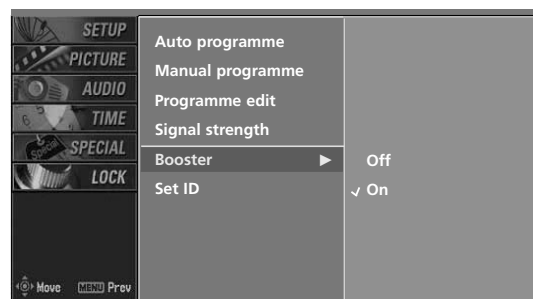 SETUP
PICTURE
AUDIO
TIME
SPECIAL
LOCK
Move MENU Prev
Auto programme
Manual programme
Programme edit
Signal strength
Booster
Set ID
Off
On